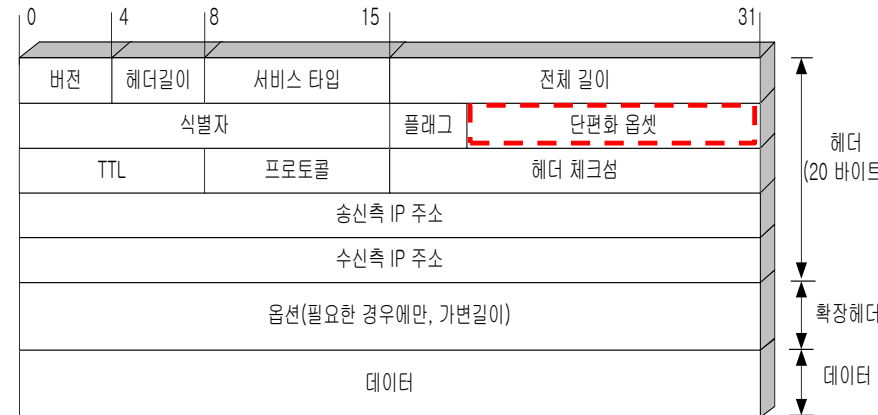 0 4 8 15 31
버전 헤더길이 서비스 타입 전체 길이
식별자 플래그 단편화 옵셋
TTL 프로토콜 헤더 체크섬
송신측 IP 주소
수신측 IP 주소
옵션(필요한 경우에만, 가변길이)
데이터
헤더
(20 바이트
확장헤더
데이터